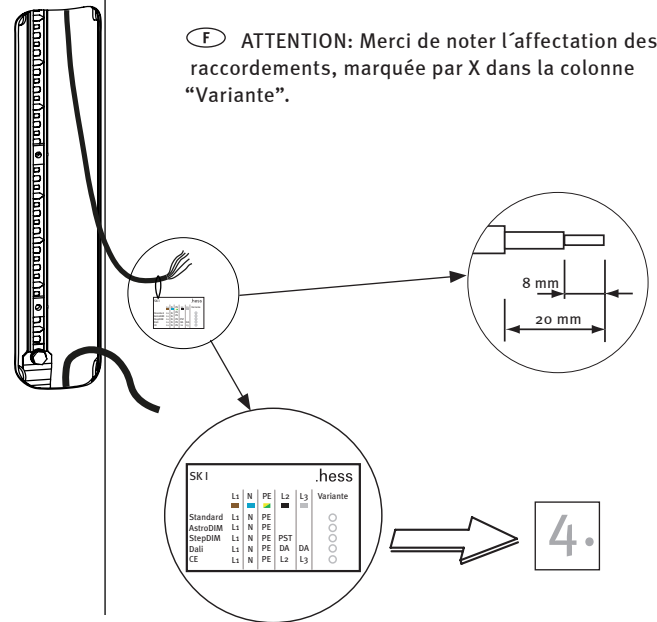 F ATTENTION: Merci de noter l´affectation des
raccordements, marquée par X dans la colonne
“Variante”.
8 mm
20 mm
SK I .hess
SK I .hess
L1 N PE L2 L3 Variante
Standard L1 N PE
AstroDIM L1 N PE
StepDIM L1 N PE PST
Dali L1 N PE DA DA
CE L1 N PE L2 L3
4.